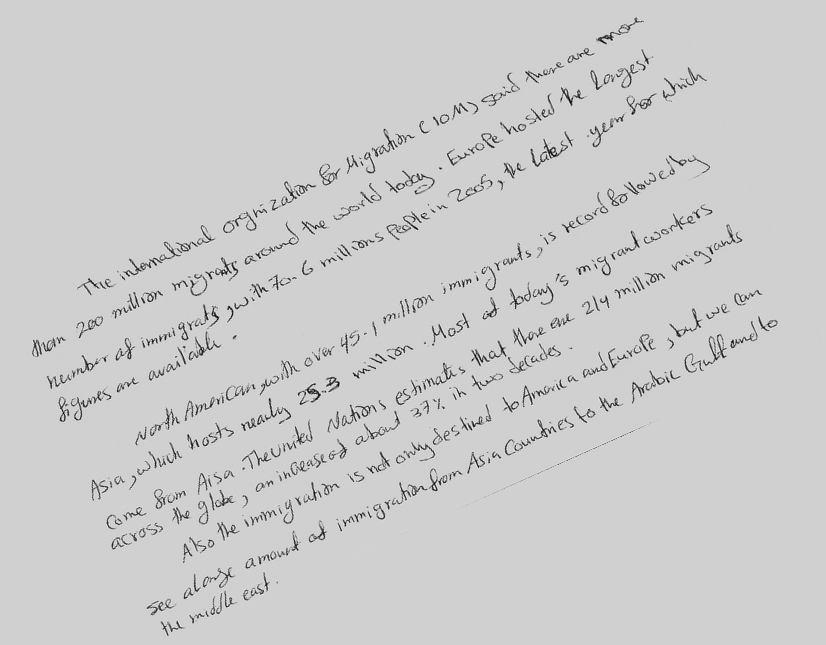 The international orgnization for Migration (IOM) said there are more
than 200 million migrants around the world today. Europe hosted the Longest
number of immigrats, with 70.6 millions people in 2005, the Latest year for which
figures are available.
North American, with over 45.1 million immigrants, is record followed by
Asia, which hosts nearly 25.3 million. Most of today's migrant workers
come from Aisa. The United Nations estimates that there are 214 million migrants
across the globe, an increase of about 37% in two decades.
Also the immigration is not only destined to America and Europe, but we can
see a large amount of immigration from Asia Countries to the Arabic Gulf and to
the middle east.